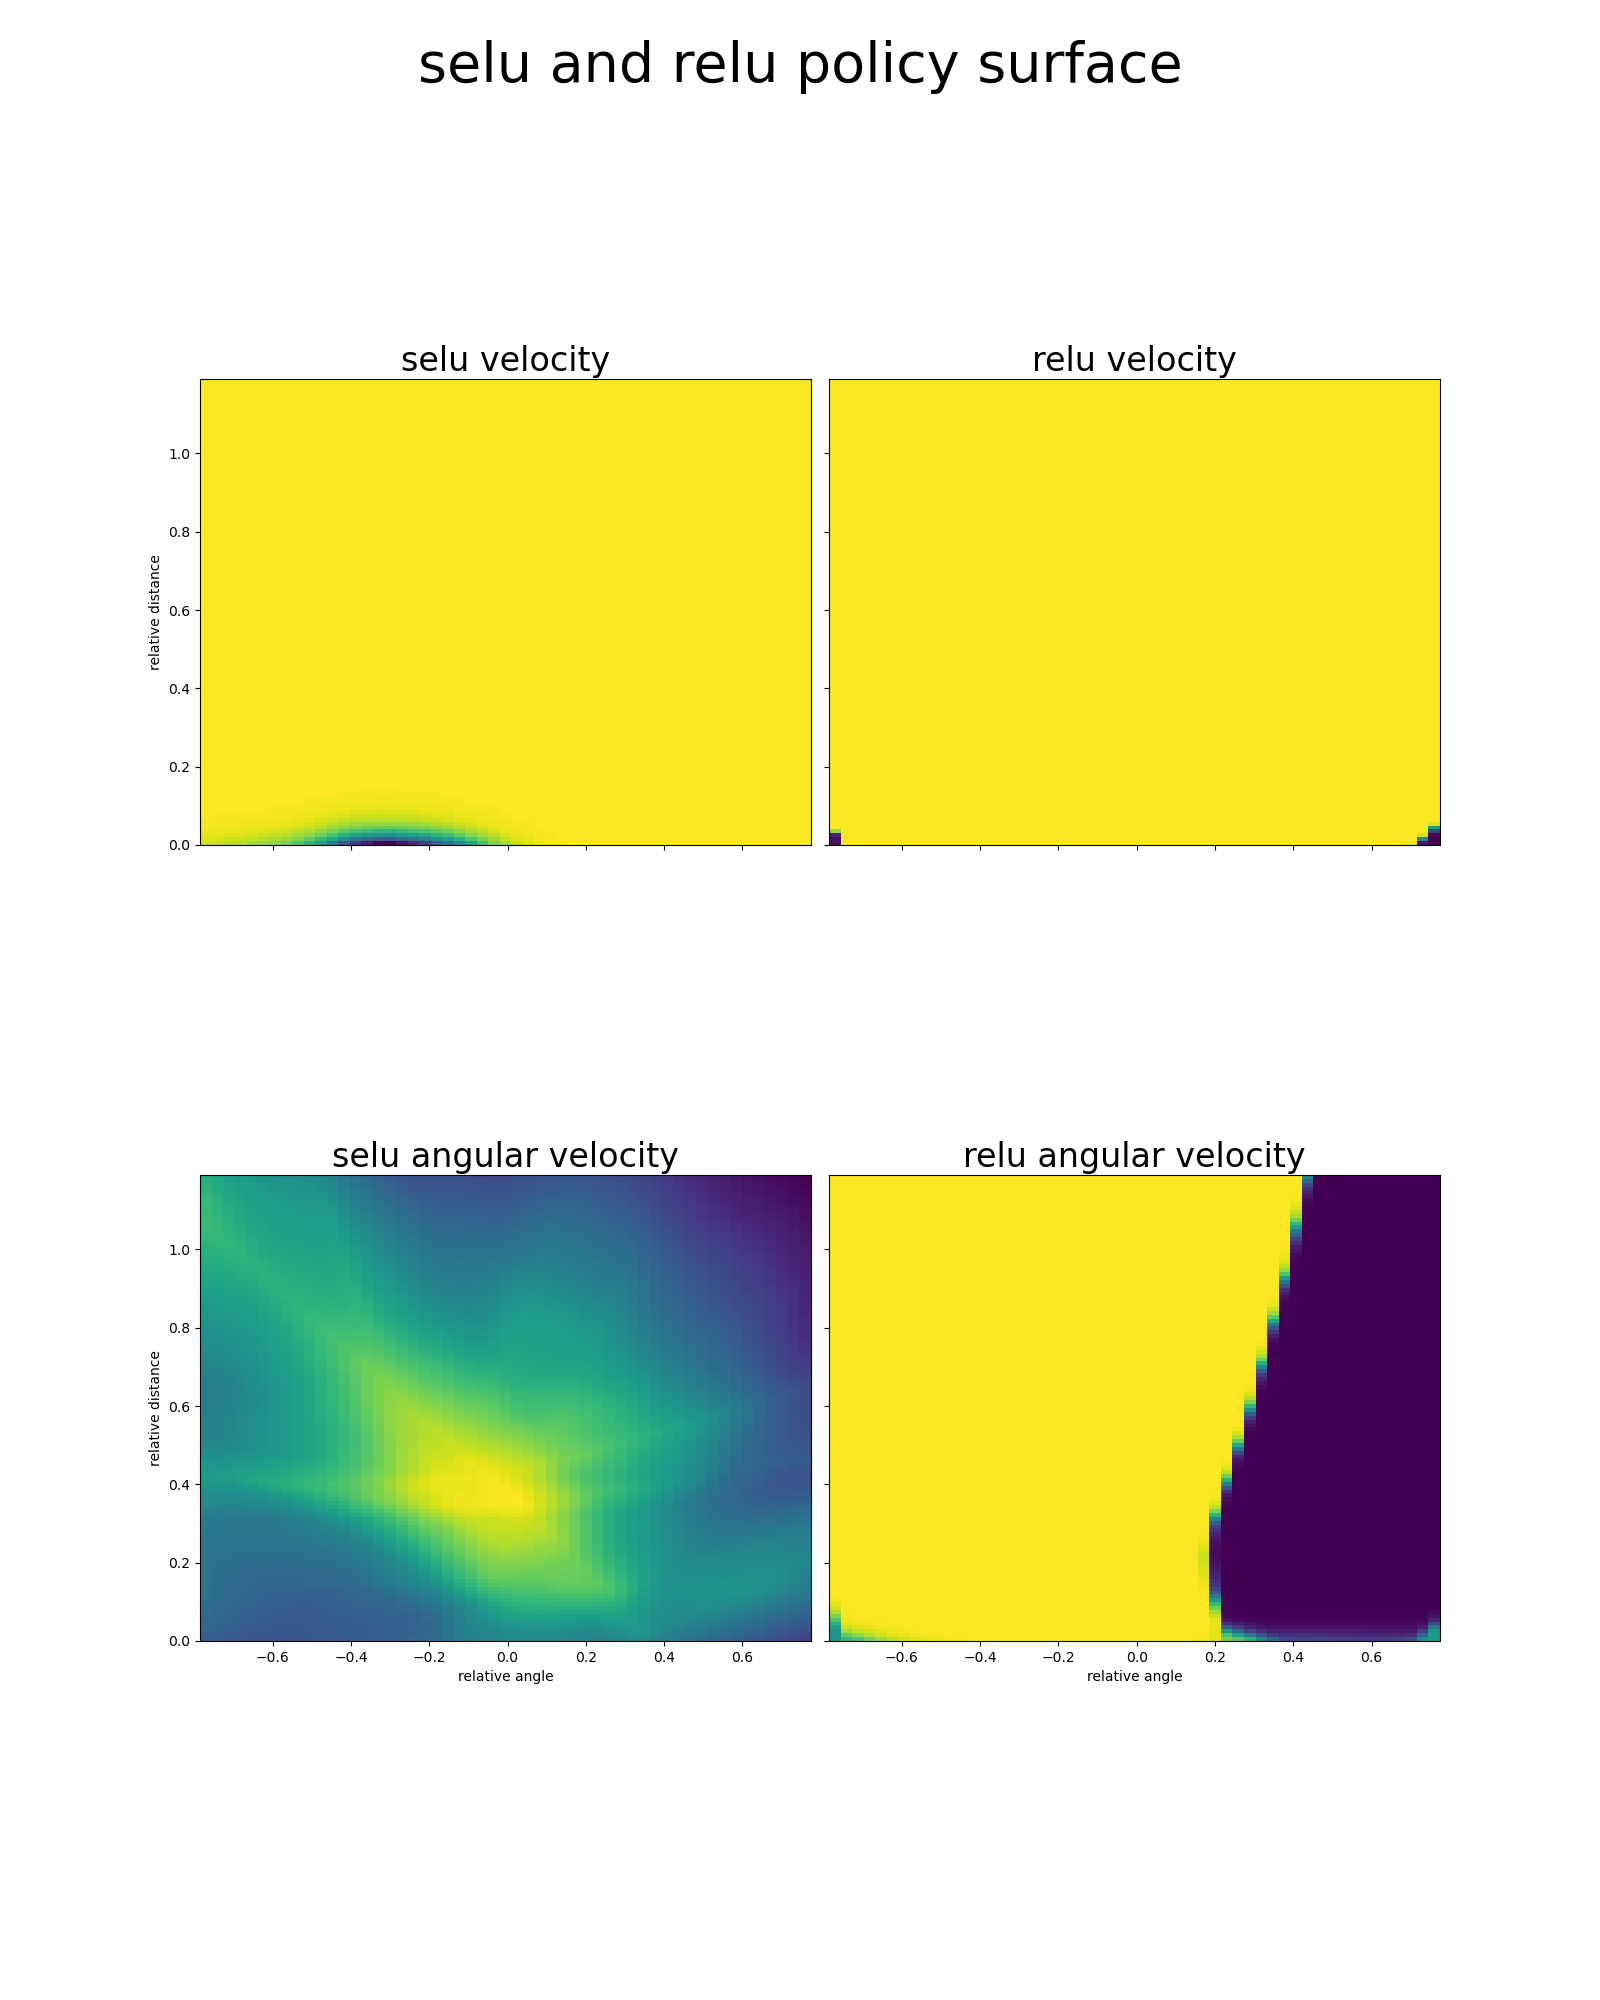 selu and relu policy surface
selu velocity
relu velocity
1.0
0.8
0.6
0.4
0.2
0.0
relative distance
selu angular velocity
relu angular velocity
1.0
0.8
0.6
0.4
0.2
0.0
relative distance
−0.6 −0.4 −0.2 0.0 0.2 0.4 0.6
relative angle
−0.6 −0.4 −0.2 0.0 0.2 0.4 0.6
relative angle